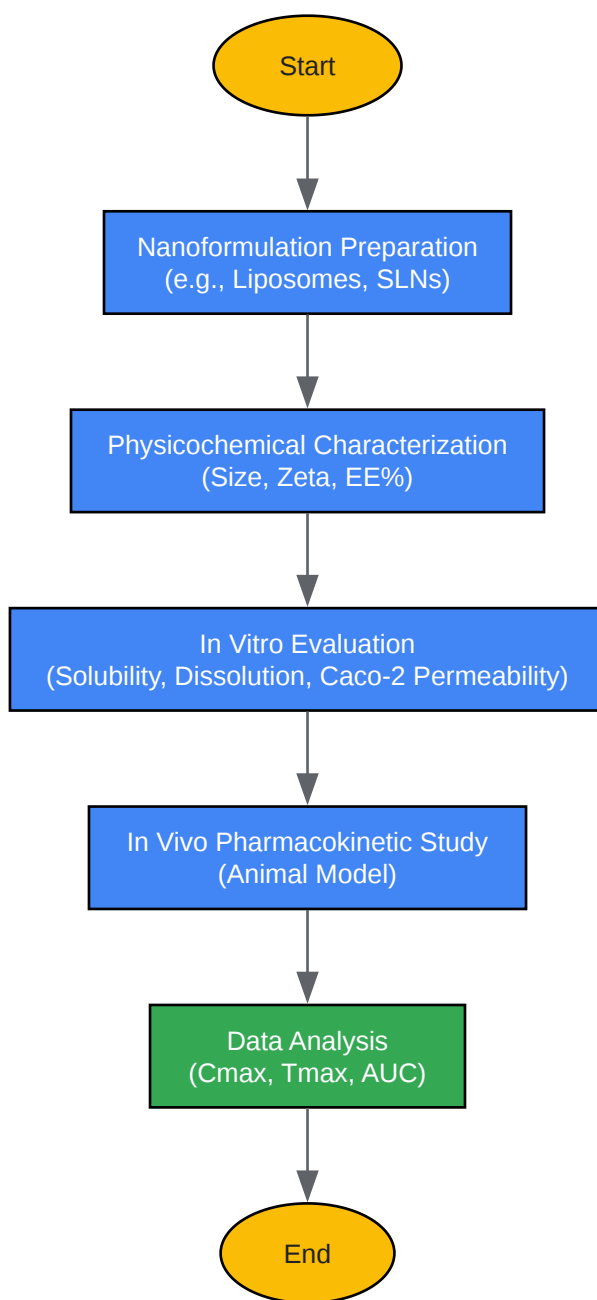 Start
Nanoformulation Preparation
(e.g., Liposomes, SLNs)
Physicochemical Characterization
(Size, Zeta, EE%)
In Vitro Evaluation
(Solubility, Dissolution, Caco-2 Permeability)
In Vivo Pharmacokinetic Study
(Animal Model)
Data Analysis
(Cmax, Tmax, AUC)
End